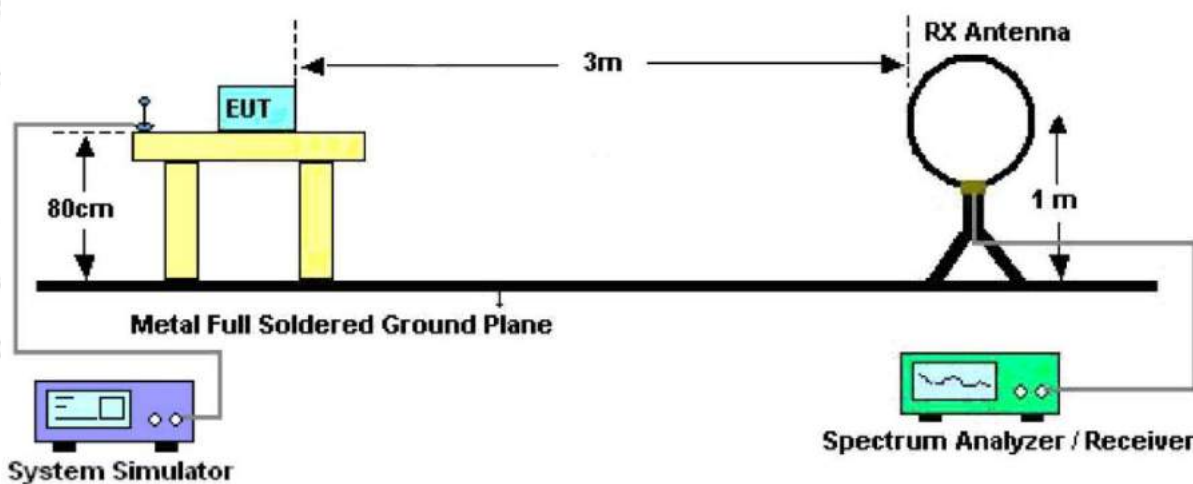 RX Antenna
3m
EUT
80cm
1 m
Metal Full Soldered Ground Plane
Spectrum Analyzer / Receiver
System Simulator